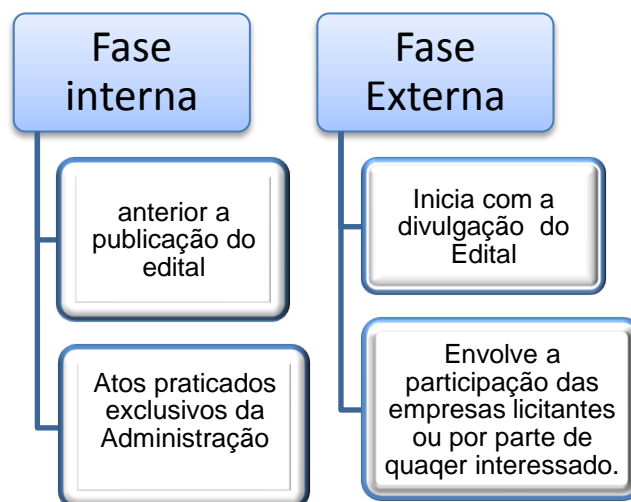 Fase
interna
anterior a
publicação do
edital
Atos praticados
exclusivos da
Administração
Fase
Externa
Inicia com a
divulgação do
Edital
Envolve a
participação das
empresas licitantes
ou por parte de
quaqer interessado.